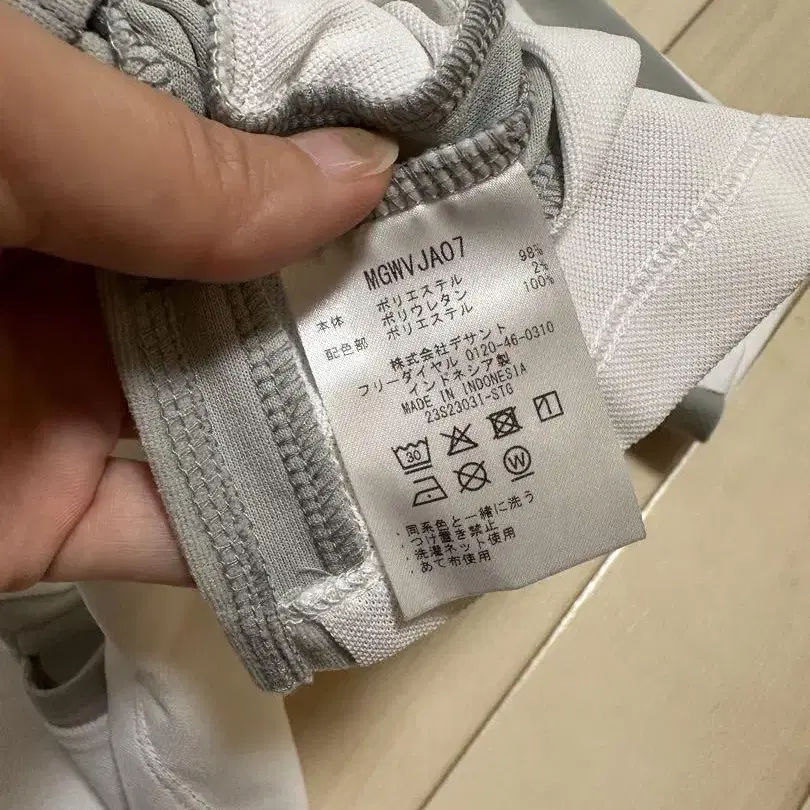 MGWVJA07
本体 ポリエステル 98%
ポリウレタン 2%
配色部 ポリエステル 100%
株式会社デサント
フリーダイヤル 0120-46-0310
インドネシア製
MADE IN INDONESIA
23S23031-STG
30
W
.同系色と一緒に洗う
.つけ置き禁止
.洗濯ネット使用
.あて布使用